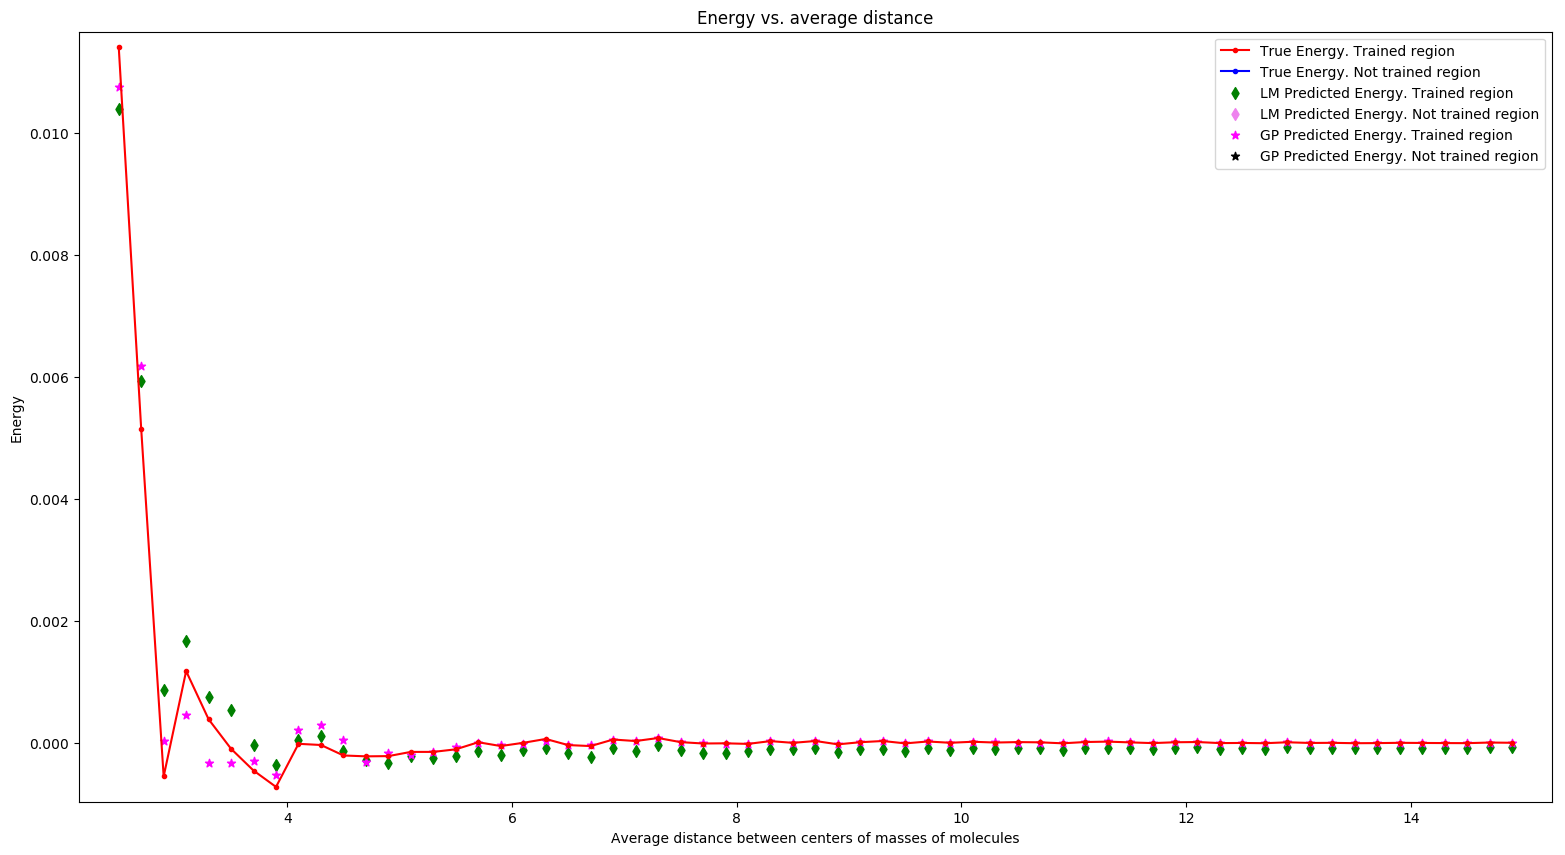 Energy vs. average distance
True Energy. Trained region
True Energy. Not trained region
LM Predicted Energy. Trained region
LM Predicted Energy. Not trained region
GP Predicted Energy. Trained region
GP Predicted Energy. Not trained region
0.010
0.008
0.006
0.004
0.002
0.000
Energy
4 6 8 10 12 14
Average distance between centers of masses of molecules